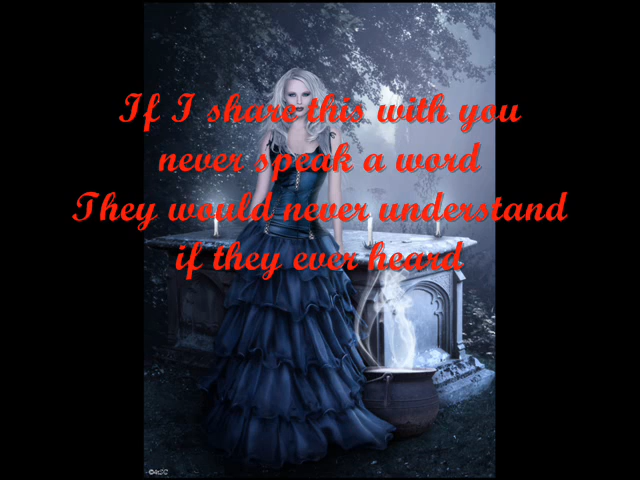 If I share this with you
never speak a word
They would never understand
if they ever heard